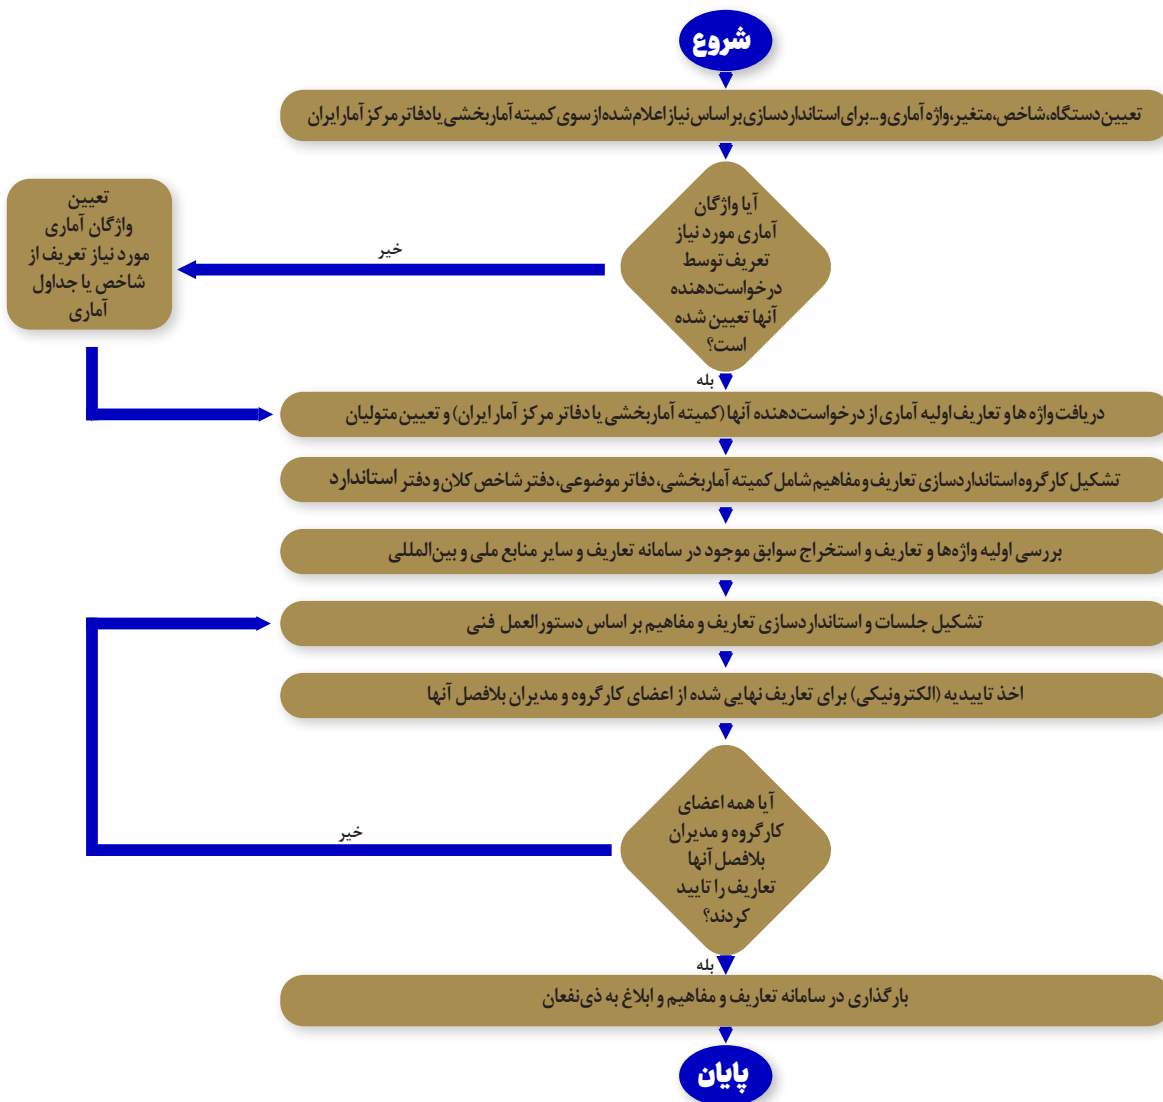 شروع
تعیین دستگاه، شاخص، متغیر، واژه آماری و... برای استانداردسازی بر اساس نیاز اعلام شده از سوی کمیته آماربخشی یا دفاتر مرکز آمار ایران
آیا واژگان
آماری مورد نیاز
تعریف توسط
درخواست‌دهنده
آنها تعیین شده
است؟
خیر
تعیین
واژگان آماری
مورد نیاز تعریف از
شاخص یا جداول
آماری
بله
دریافت واژه ها و تعاریف اولیه آماری از درخواست‌دهنده آنها (کمیته آماربخشی یا دفاتر مرکز آمار ایران) و تعیین متولیان
تشکیل کارگروه استانداردسازی تعاریف و مفاهیم شامل کمیته آماربخشی، دفاتر موضوعی، دفتر شاخص کلان و دفتر استاندارد
بررسی اولیه واژه‌ها و تعاریف و استخراج سوابق موجود در سامانه تعاریف و سایر منابع ملی و بین‌المللی
تشکیل جلسات و استانداردسازی تعاریف و مفاهیم بر اساس دستورالعمل فنی
اخذ تاییدیه (الکترونیکی) برای تعاریف نهایی شده از اعضای کارگروه و مدیران بلافصل آنها
آیا همه اعضای
کارگروه و مدیران
بلافصل آنها
تعاریف را تایید
کردند؟
خیر
بله
بارگذاری در سامانه تعاریف و مفاهیم و ابلاغ به ذی‌نفعان
پایان